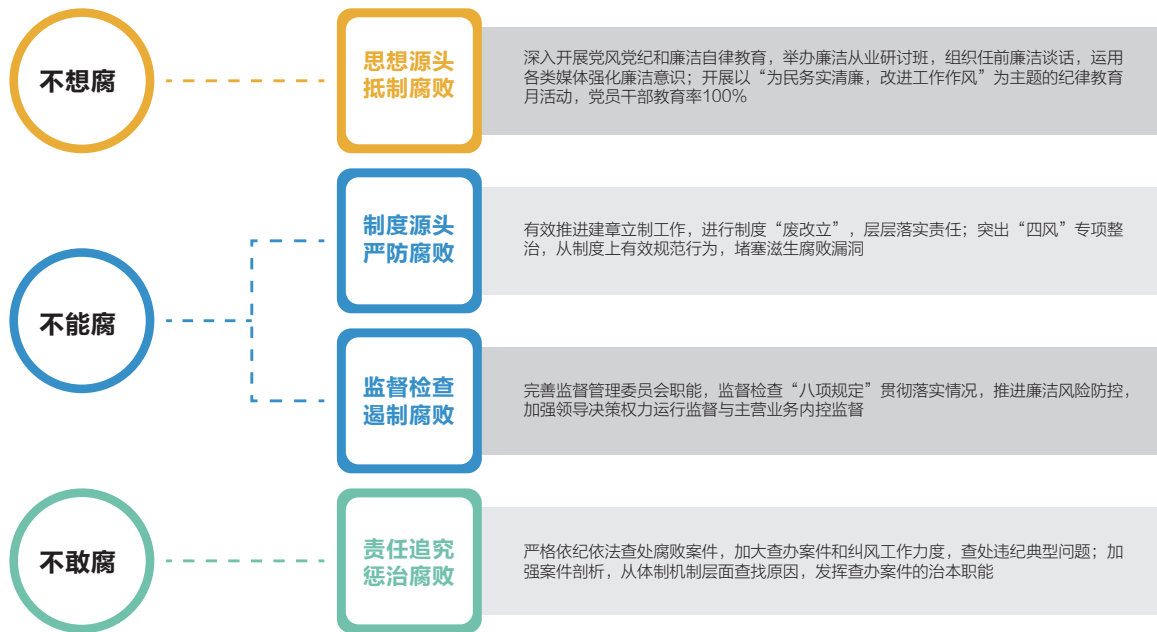 不想腐
思想源头
抵制腐败
深入开展党风党纪和廉洁自律教育，举办廉洁从业研讨班，组织任前廉洁谈话，运用
各类媒体强化廉洁意识；开展以“为民务实清廉，改进工作作风”为主题的纪律教育
月活动，党员干部教育率100%
不能腐
制度源头
严防腐败
有效推进建章立制工作，进行制度“废改立”，层层落实责任；突出“四风”专项整
治，从制度上有效规范行为，堵塞滋生腐败漏洞
监督检查
遏制腐败
完善监督管理委员会职能，监督检查“八项规定”贯彻落实情况，推进廉洁风险防控，
加强领导决策权力运行监督与主营业务内控监督
不敢腐
责任追究
惩治腐败
严格依纪依法查处腐败案件，加大查办案件和纠风工作力度，查处违纪典型问题；加
强案件剖析，从体制机制层面查找原因，发挥查办案件的治本职能